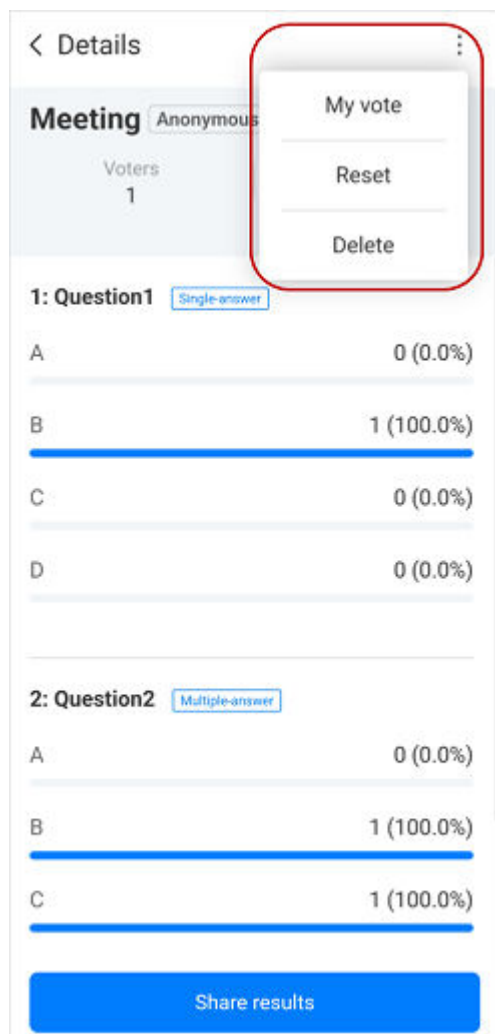 < Details
My vote
Reset
Delete
Meeting Anonymous
Voters
1
1: Question1 Single-answer
A 0 (0.0%)
B 1 (100.0%)
C 0 (0.0%)
D 0 (0.0%)
2: Question2 Multiple-answer
A 0 (0.0%)
B 1 (100.0%)
C 1 (100.0%)
Share results